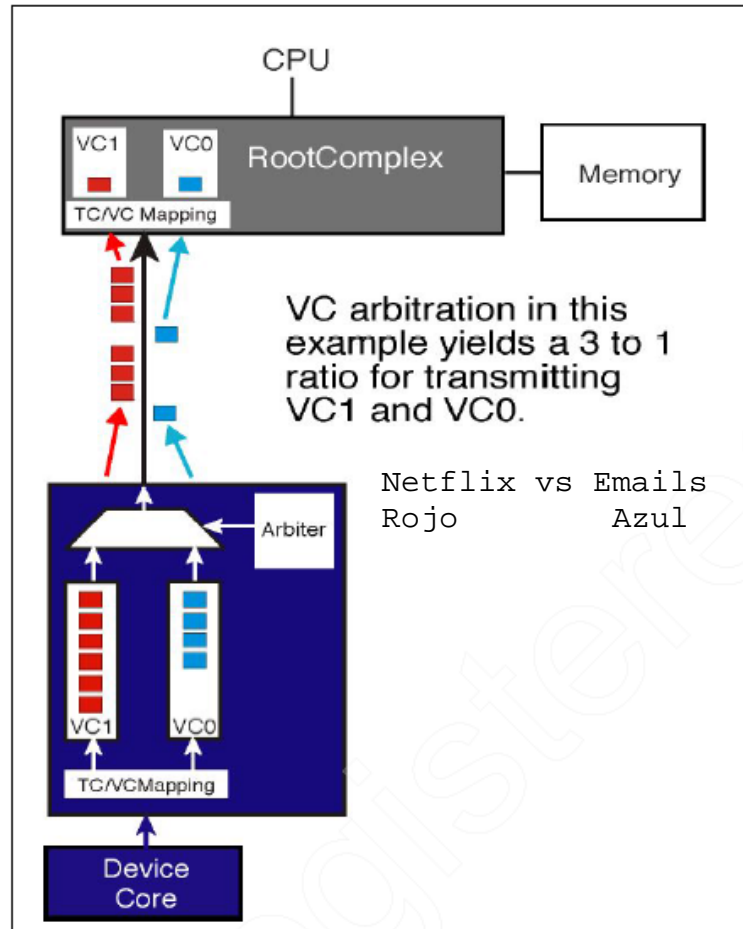 CPU
VC1
VC0
RootComplex
TC/VC Mapping
Memory
VC arbitration in this
example yields a 3 to 1
ratio for transmitting
VC1 and VC0.
Netflix vs Emails
Rojo Azul
Arbiter
VC1
VC0
TC/VCMapping
Device
Core